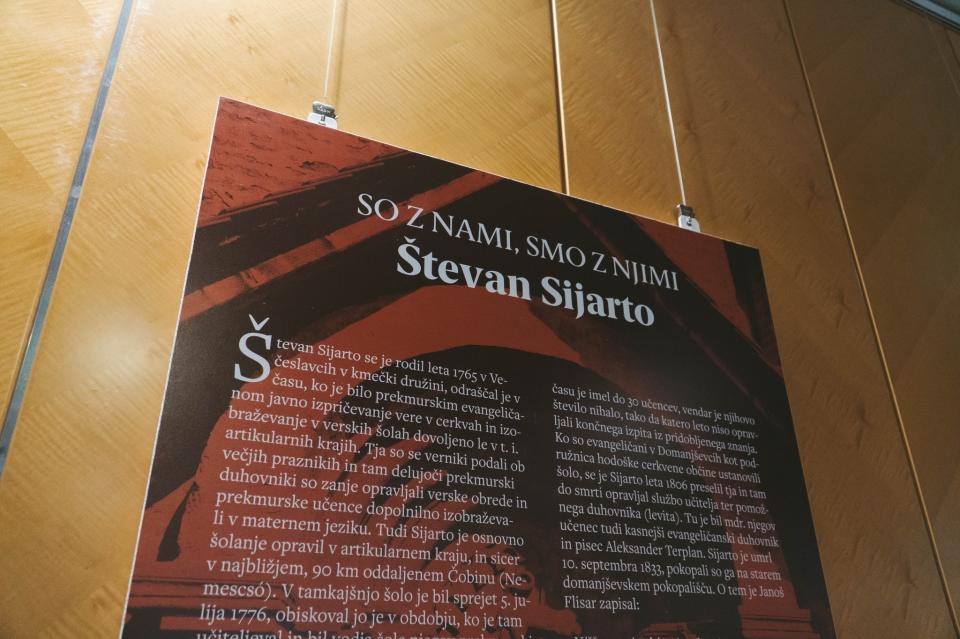 SO Z NAMI, SMO Z NJIMI
Števan Sijarto
Števan Sijarto se je rodil leta 1765 v Ve-
češlavcih v kmečki družini, odraščal je v
času, ko je bilo prekmurskim evangeliča-
nom javno izpričevanje vere v cerkvah in izo-
braževanje v verskih šolah dovoljeno le v t. i.
artikularnih krajih. Tja so se verniki podali ob
večjih praznikih in tam delujoči prekmurski
duhovniki so zanje opravljali verske obrede in
prekmurske učence dopolnilno izobraževa-
li v maternem jeziku. Tudi Sijarto je osnovno
šolanje opravil v artikularnem kraju, in sicer
v najbližjem, 90 km oddaljenem Čobinu (Ne-
mescsó). V tamkajšnjo šolo je bil sprejet 5. ju-
lija 1776, obiskoval jo je v obdobju, ko je tam
učiteljeval in bil vodja šole
času je imel do 30 učencev, vendar je njihovo
število nihalo, tako da katero leto niso oprav-
ljali končnega izpita iz pridobljenega znanja.
Ko so evangeličani v Domanjševcih kot pod-
ružnica hodoške cerkvene občine ustanovili
šolo, se je Sijarto leta 1806 preselil tja in tam
do smrti opravljal službo učitelja ter pomož-
nega duhovnika (levita). Tu je bil mdr. njegov
učenec tudi kasnejši evangeličanski duhovnik
in pisec Aleksander Terplan. Sijarto je umrl
10. septembra 1833, pokopali so ga na starem
domanjševskem pokopališču. O tem je Janoš
Flisar zapisal: